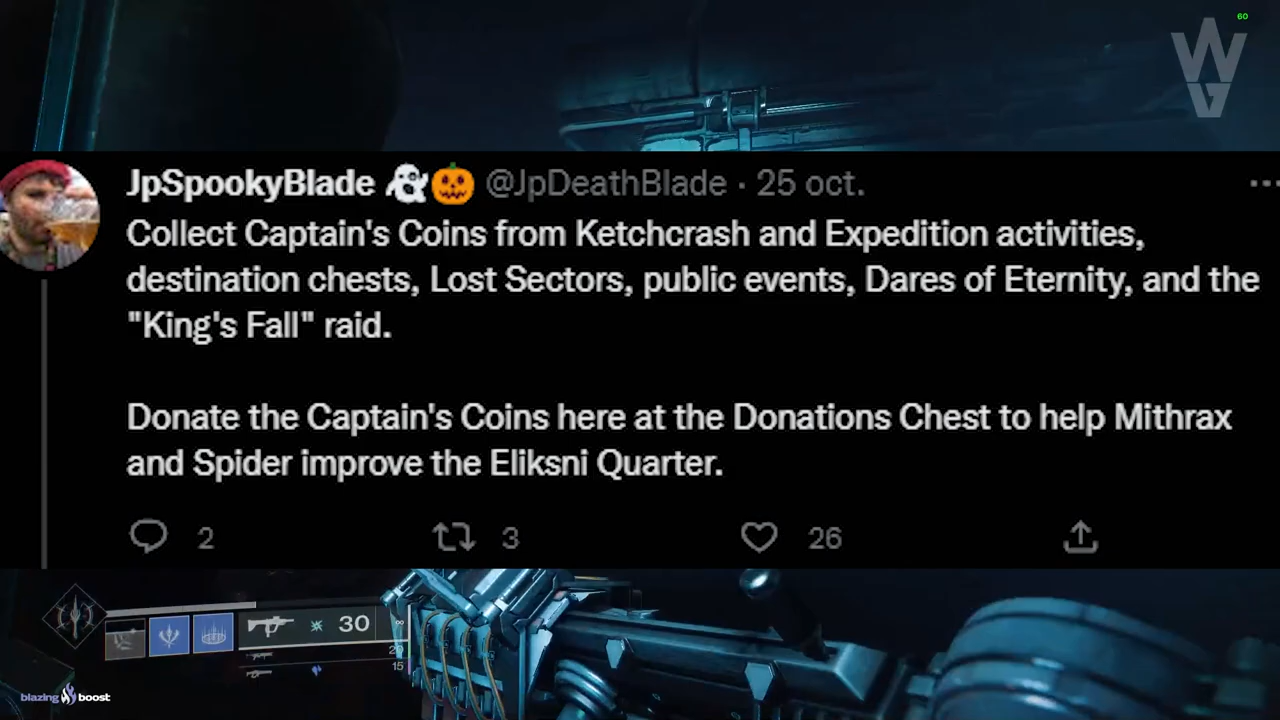 60
W
JpSpookyBlade 👻🎃 @JpDeathBlade · 25 oct.
Collect Captain's Coins from Ketchcrash and Expedition activities,
destination chests, Lost Sectors, public events, Dares of Eternity, and the
"King's Fall" raid.
Donate the Captain's Coins here at the Donations Chest to help Mithrax
and Spider improve the Eliksni Quarter.
2 3 26
30 ∞
15
blazing boost